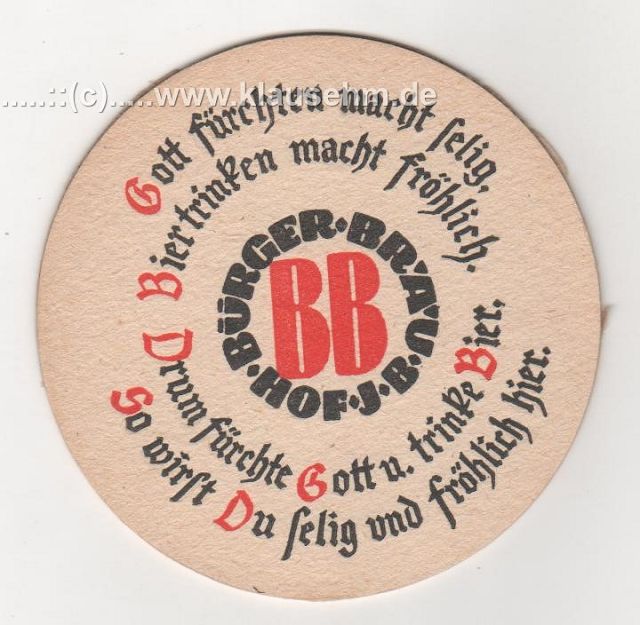 .....::(c).....www.klausehm.de
Gott fürchten macht selig,
Biertrinken macht fröhlich.
Drum fürchte Gott u. trinke Bier,
So wirst Du selig vnd fröhlich hier.
BÜRGER·BRÄU
·HOF·J·B·
BB